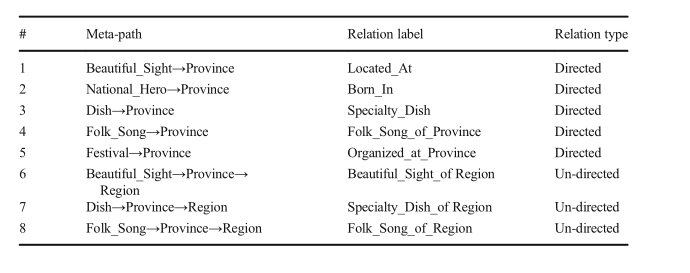 # Meta-path Relation label Relation type
1 Beautiful_Sight→Province Located_At Directed
2 National_Hero→Province Born_In Directed
3 Dish→Province Specialty_Dish Directed
4 Folk_Song→Province Folk_Song_of_Province Directed
5 Festival→Province Organized_at_Province Directed
6 Beautiful_Sight→Province→ Beautiful_Sight_of Region Un-directed
Region
7 Dish→Province→Region Specialty_Dish_of Region Un-directed
8 Folk_Song→Province→Region Folk_Song_of_Region Un-directed